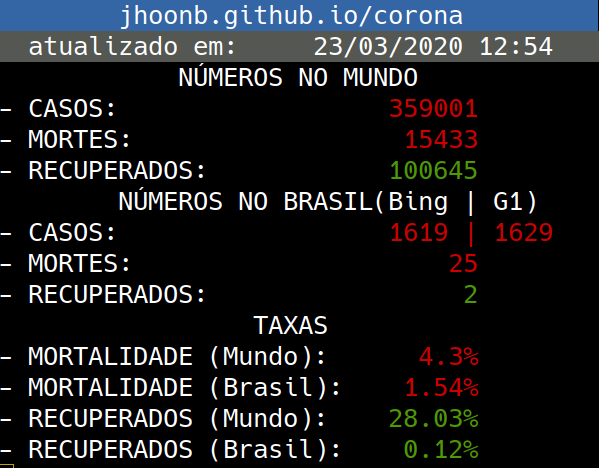 jhoonb.github.io/corona
atualizado em: 23/03/2020 12:54
NÚMEROS NO MUNDO
- CASOS: 359001
- MORTES: 15433
- RECUPERADOS: 100645
NÚMEROS NO BRASIL(Bing | G1)
- CASOS: 1619 | 1629
- MORTES: 25
- RECUPERADOS: 2
TAXAS
- MORTALIDADE (Mundo): 4.3%
- MORTALIDADE (Brasil): 1.54%
- RECUPERADOS (Mundo): 28.03%
- RECUPERADOS (Brasil): 0.12%